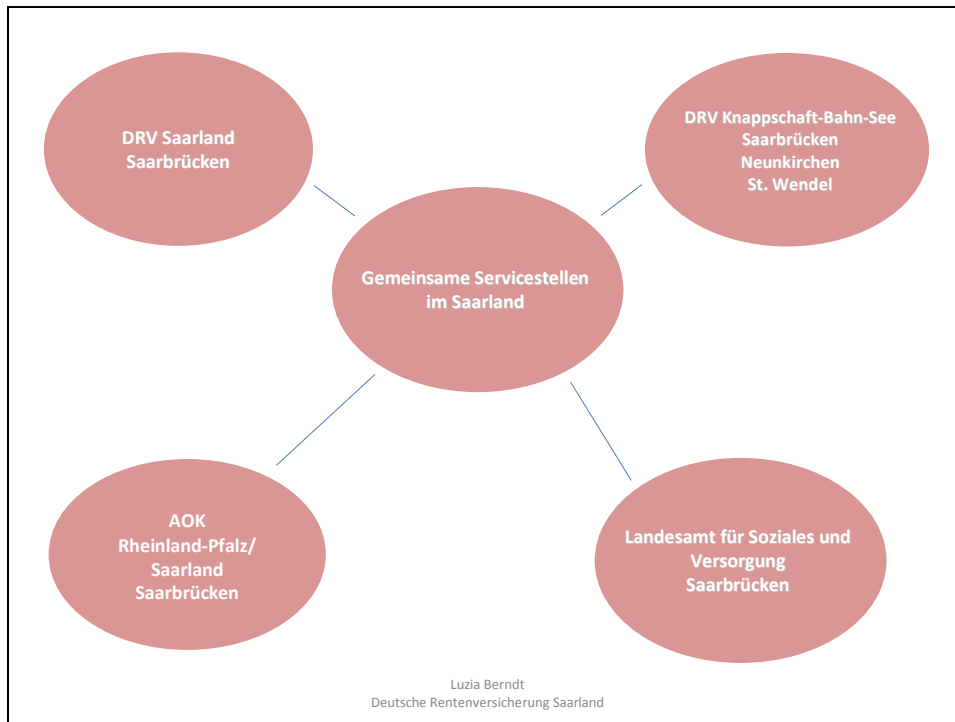 DRV Saarland
Saarbrücken
DRV Knappschaft-Bahn-See
Saarbrücken
Neunkirchen
St. Wendel
Gemeinsame Servicestellen
im Saarland
AOK
Rheinland-Pfalz/
Saarland
Saarbrücken
Landesamt für Soziales und
Versorgung
Saarbrücken
Luzia Berndt
Deutsche Rentenversicherung Saarland